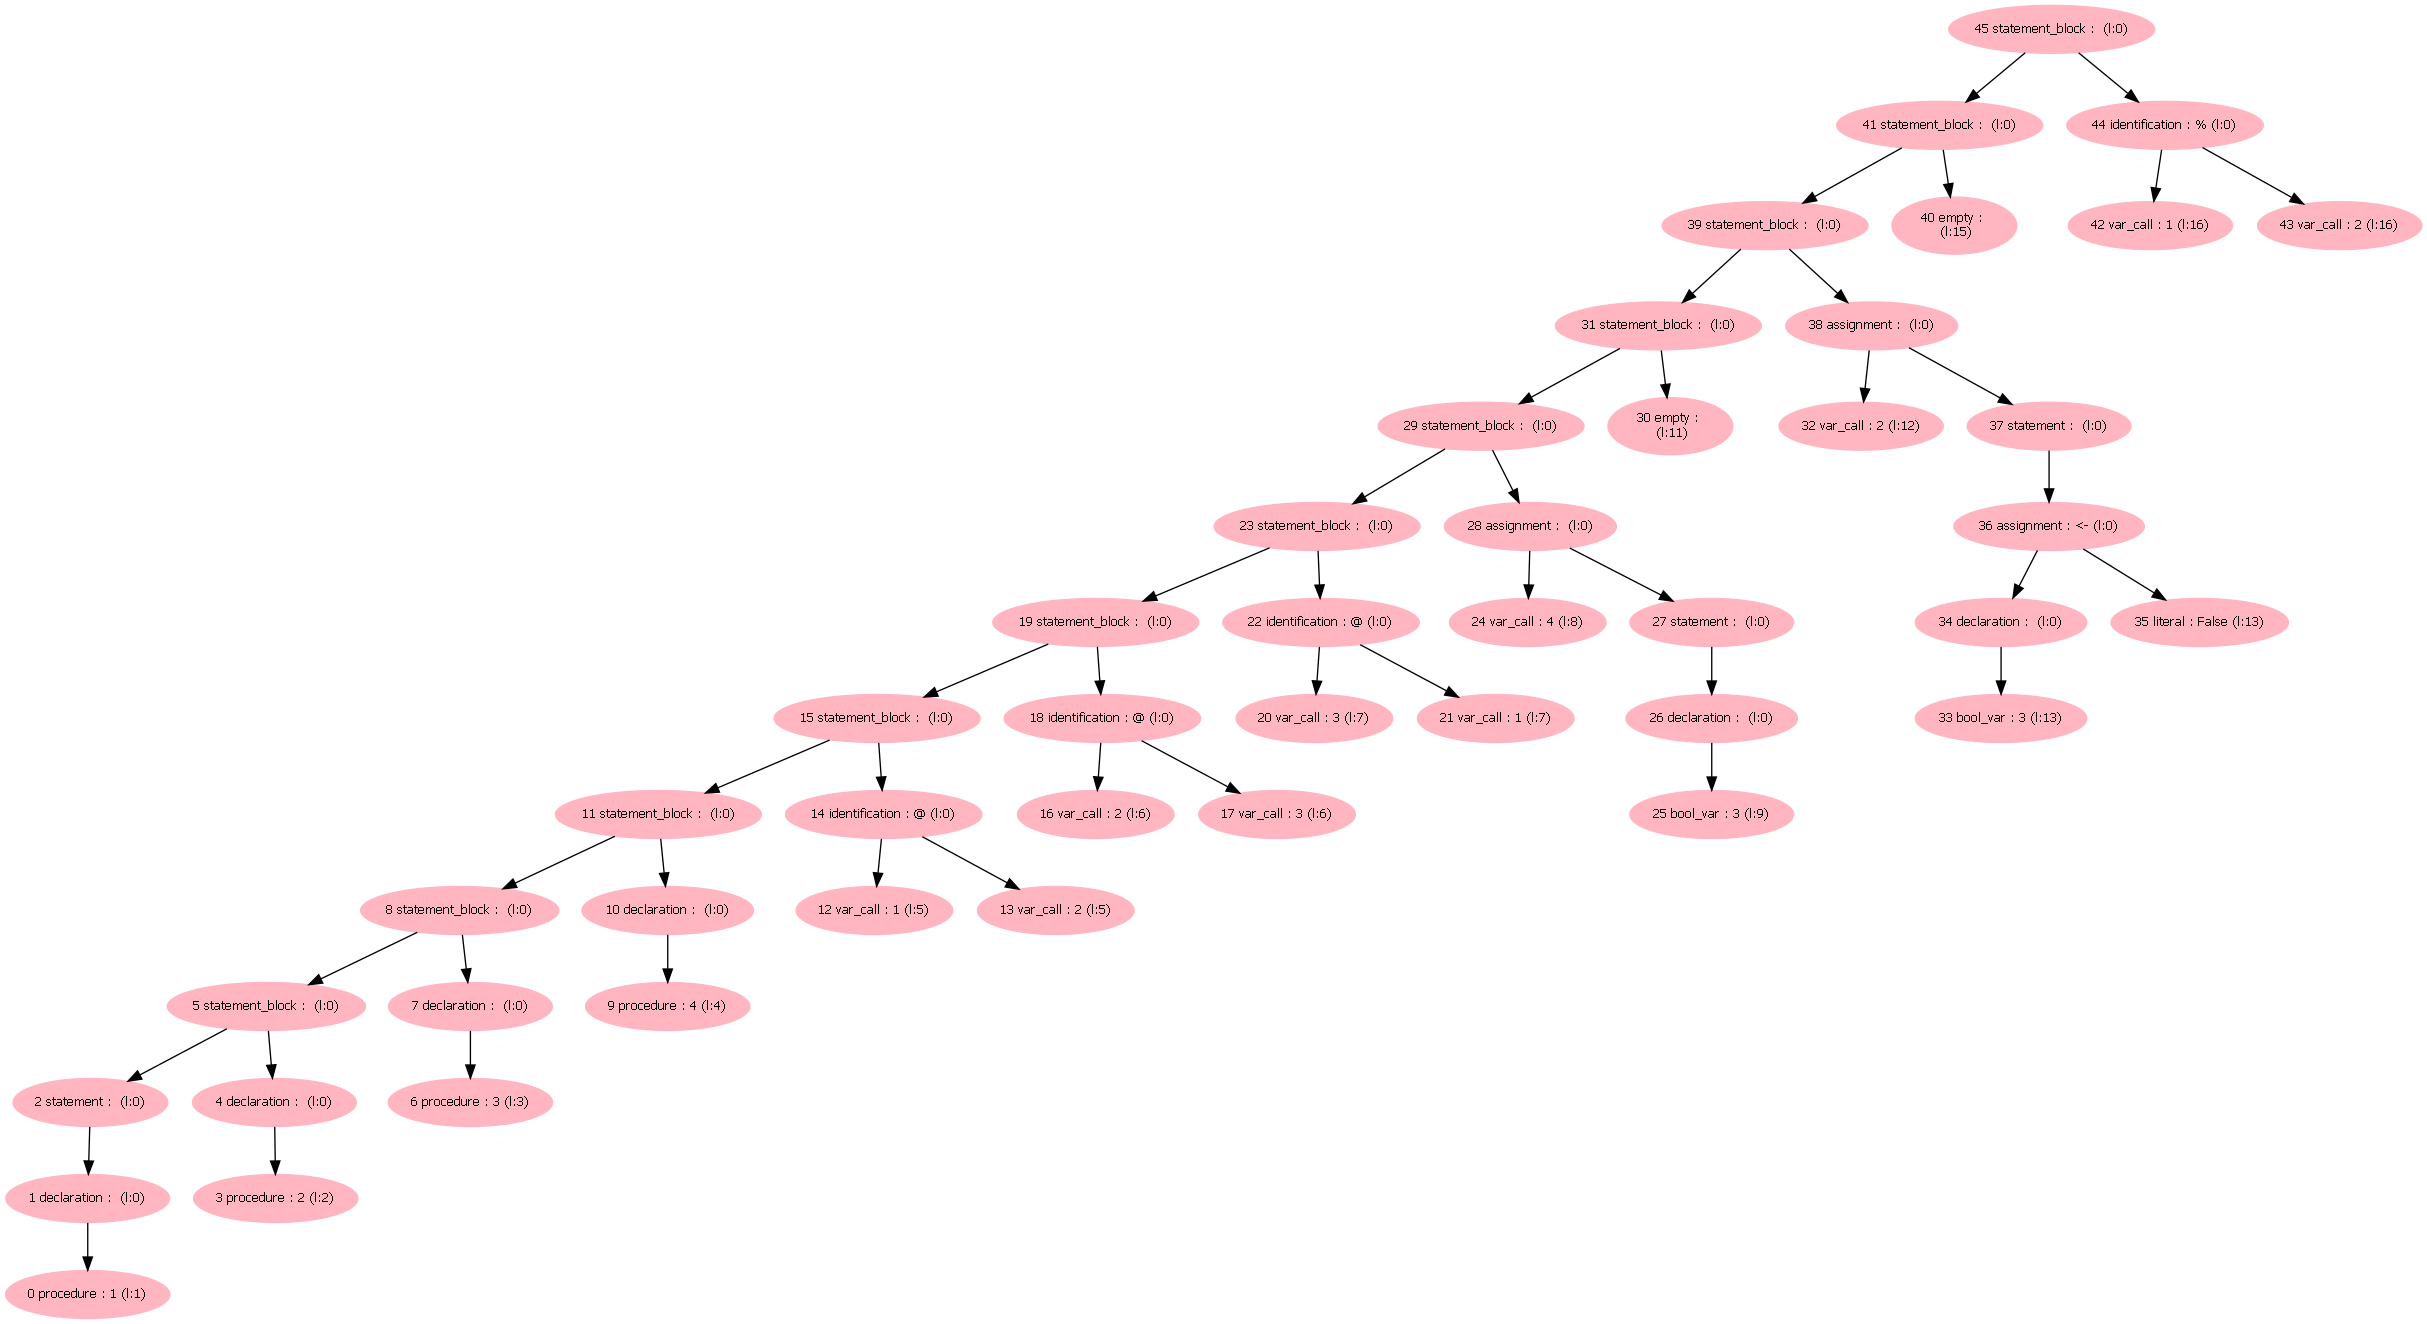 45 statement_block :  (l:0)
41 statement_block :  (l:0)
44 identification : % (l:0)
39 statement_block :  (l:0)
40 empty :
(l:15)
42 var_call : 1 (l:16)
43 var_call : 2 (l:16)
31 statement_block :  (l:0)
38 assignment :  (l:0)
29 statement_block :  (l:0)
30 empty :
(l:11)
32 var_call : 2 (l:12)
37 statement :  (l:0)
23 statement_block :  (l:0)
28 assignment :  (l:0)
36 assignment : <- (l:0)
19 statement_block :  (l:0)
22 identification : @ (l:0)
24 var_call : 4 (l:8)
27 statement :  (l:0)
34 declaration :  (l:0)
35 literal : False (l:13)
15 statement_block :  (l:0)
18 identification : @ (l:0)
20 var_call : 3 (l:7)
21 var_call : 1 (l:7)
26 declaration :  (l:0)
33 bool_var : 3 (l:13)
11 statement_block :  (l:0)
14 identification : @ (l:0)
16 var_call : 2 (l:6)
17 var_call : 3 (l:6)
25 bool_var : 3 (l:9)
8 statement_block :  (l:0)
10 declaration :  (l:0)
12 var_call : 1 (l:5)
13 var_call : 2 (l:5)
5 statement_block :  (l:0)
7 declaration :  (l:0)
9 procedure : 4 (l:4)
2 statement :  (l:0)
4 declaration :  (l:0)
6 procedure : 3 (l:3)
1 declaration :  (l:0)
3 procedure : 2 (l:2)
0 procedure : 1 (l:1)